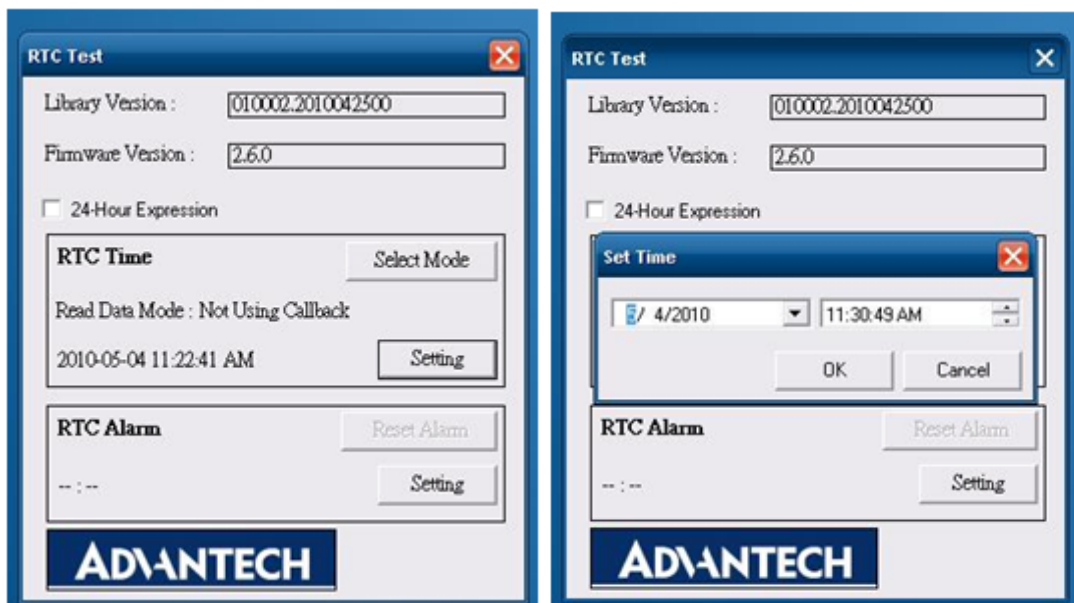 RTC Test
Library Version : 010002.2010042500
Firmware Version : 2.6.0
24-Hour Expression
RTC Time Select Mode
Read Data Mode : Not Using Callback
2010-05-04 11:22:41 AM Setting
RTC Alarm Reset Alarm
-- : -- Setting
ADVANTECH
RTC Test
Library Version : 010002.2010042500
Firmware Version : 2.6.0
24-Hour Expression
Set Time
5/ 4/2010 11:30:49 AM
OK Cancel
RTC Alarm Reset Alarm
-- : -- Setting
ADVANTECH